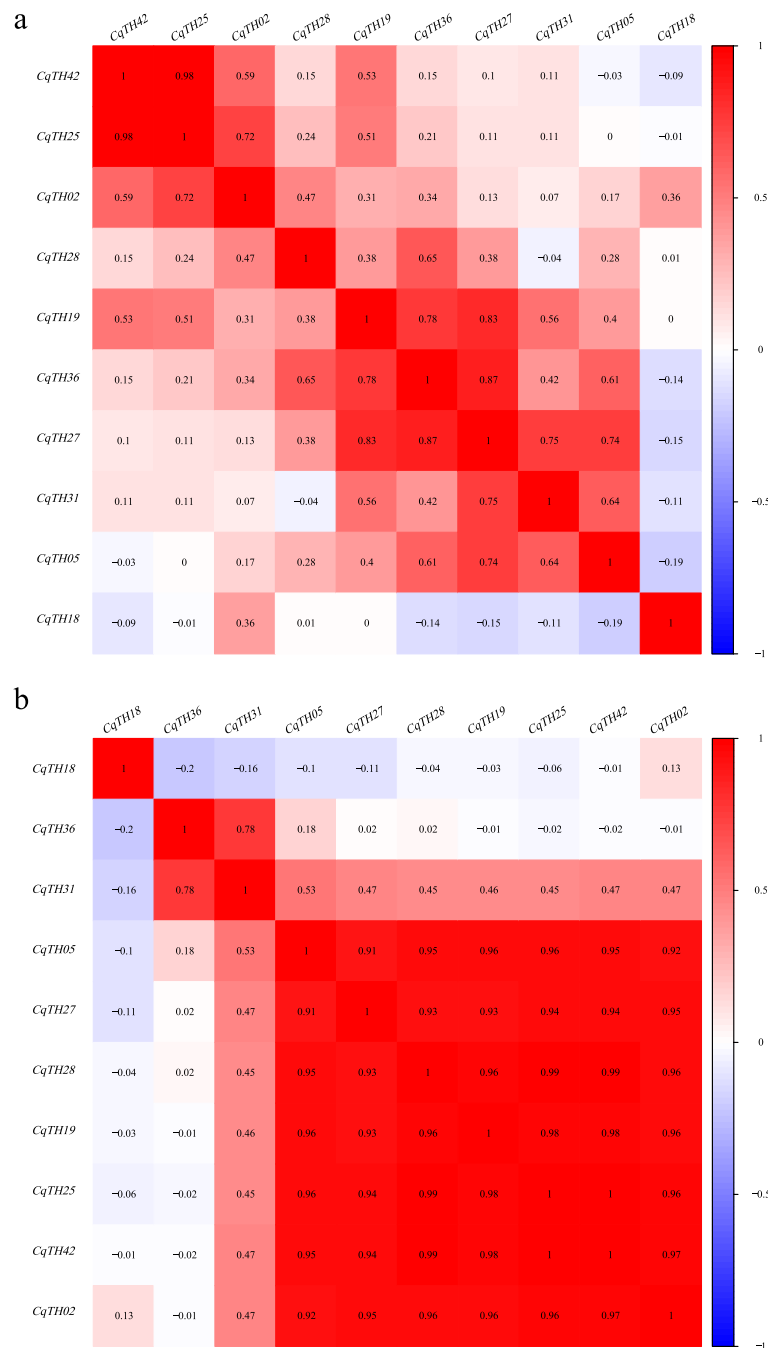 a
CqTH42 CqTH25 CqTH02 CqTH28 CqTH19 CqTH36 CqTH27 CqTH31 CqTH05 CqTH18
CqTH42 1 0.98 0.59 0.15 0.53 0.15 0.1 0.11 −0.03 −0.09
CqTH25 0.98 1 0.72 0.24 0.51 0.21 0.11 0.11 0 −0.01
CqTH02 0.59 0.72 1 0.47 0.31 0.34 0.13 0.07 0.17 0.36
CqTH28 0.15 0.24 0.47 1 0.38 0.65 0.38 −0.04 0.28 0.01
CqTH19 0.53 0.51 0.31 0.38 1 0.78 0.83 0.56 0.4 0
CqTH36 0.15 0.21 0.34 0.65 0.78 1 0.87 0.42 0.61 −0.14
CqTH27 0.1 0.11 0.13 0.38 0.83 0.87 1 0.75 0.74 −0.15
CqTH31 0.11 0.11 0.07 −0.04 0.56 0.42 0.75 1 0.64 −0.11
CqTH05 −0.03 0 0.17 0.28 0.4 0.61 0.74 0.64 1 −0.19
CqTH18 −0.09 −0.01 0.36 0.01 0 −0.14 −0.15 −0.11 −0.19 1
1
0.5
0
−0.5
−1
b
CqTH18 CqTH36 CqTH31 CqTH05 CqTH27 CqTH28 CqTH19 CqTH25 CqTH42 CqTH02
CqTH18 1 −0.2 −0.16 −0.1 −0.11 −0.04 −0.03 −0.06 −0.01 0.13
CqTH36 −0.2 1 0.78 0.18 0.02 0.02 −0.01 −0.02 −0.02 −0.01
CqTH31 −0.16 0.78 1 0.53 0.47 0.45 0.46 0.45 0.47 0.47
CqTH05 −0.1 0.18 0.53 1 0.91 0.95 0.96 0.96 0.95 0.92
CqTH27 −0.11 0.02 0.47 0.91 1 0.93 0.93 0.94 0.94 0.95
CqTH28 −0.04 0.02 0.45 0.95 0.93 1 0.96 0.99 0.99 0.96
CqTH19 −0.03 −0.01 0.46 0.96 0.93 0.96 1 0.98 0.98 0.96
CqTH25 −0.06 −0.02 0.45 0.96 0.94 0.99 0.98 1 1 0.96
CqTH42 −0.01 −0.02 0.47 0.95 0.94 0.99 0.98 1 1 0.97
CqTH02 0.13 −0.01 0.47 0.92 0.95 0.96 0.96 0.96 0.97 1
1
0.5
0
−0.5
−1